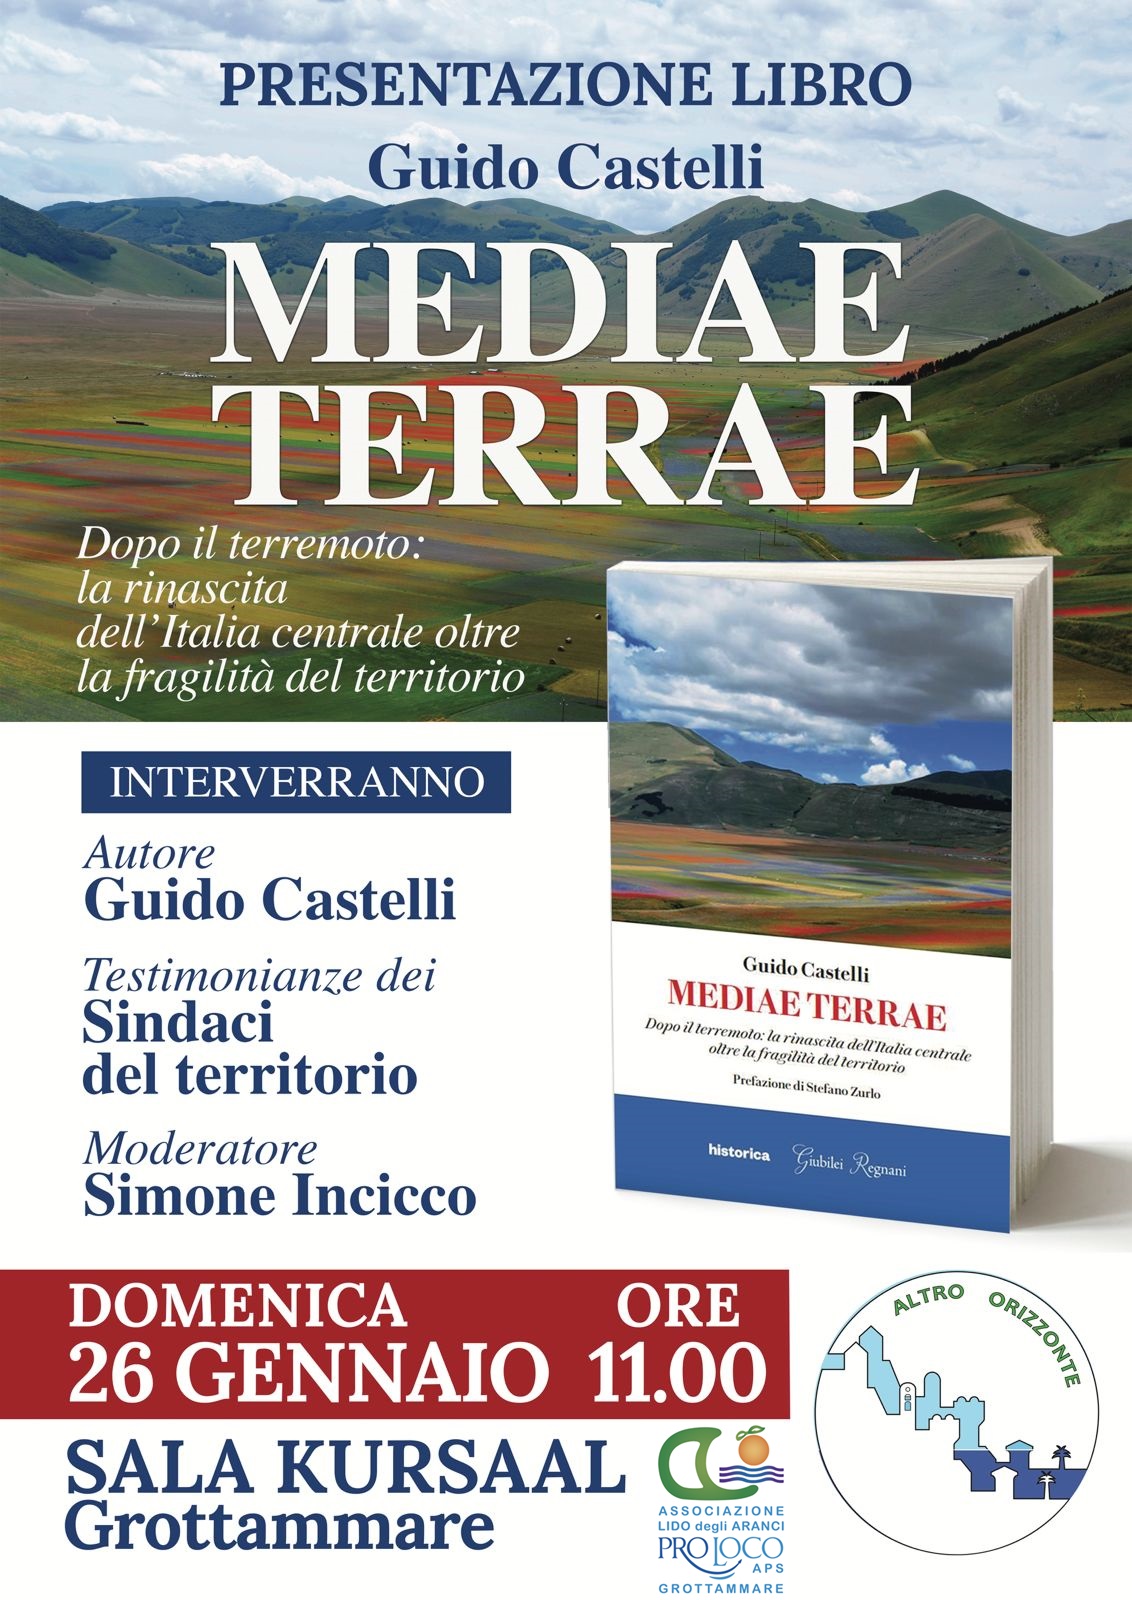 PRESENTAZIONE LIBRO
Guido Castelli
MEDIAE
TERRAE
Dopo il terremoto:
la rinascita
dell'Italia centrale oltre
la fragilità del territorio
INTERVERRANNO
Autore
Guido Castelli
Testimonianze dei
Sindaci
del territorio
Moderatore
Simone Incicco
Guido Castelli
MEDIAE TERRAE
Dopo il terremoto: la rinascita dell'Italia centrale
oltre la fragilità del territorio
Prefazione di Stefano Zurlo
historica Giubilei Regnani
DOMENICA ORE
26 GENNAIO 11.00
SALA KURSAAL
Grottammare
ASSOCIAZIONE
LIDO degli ARANCI
PRO LOCO
APS
GROTTAMMARE
ALTRO ORIZZONTE